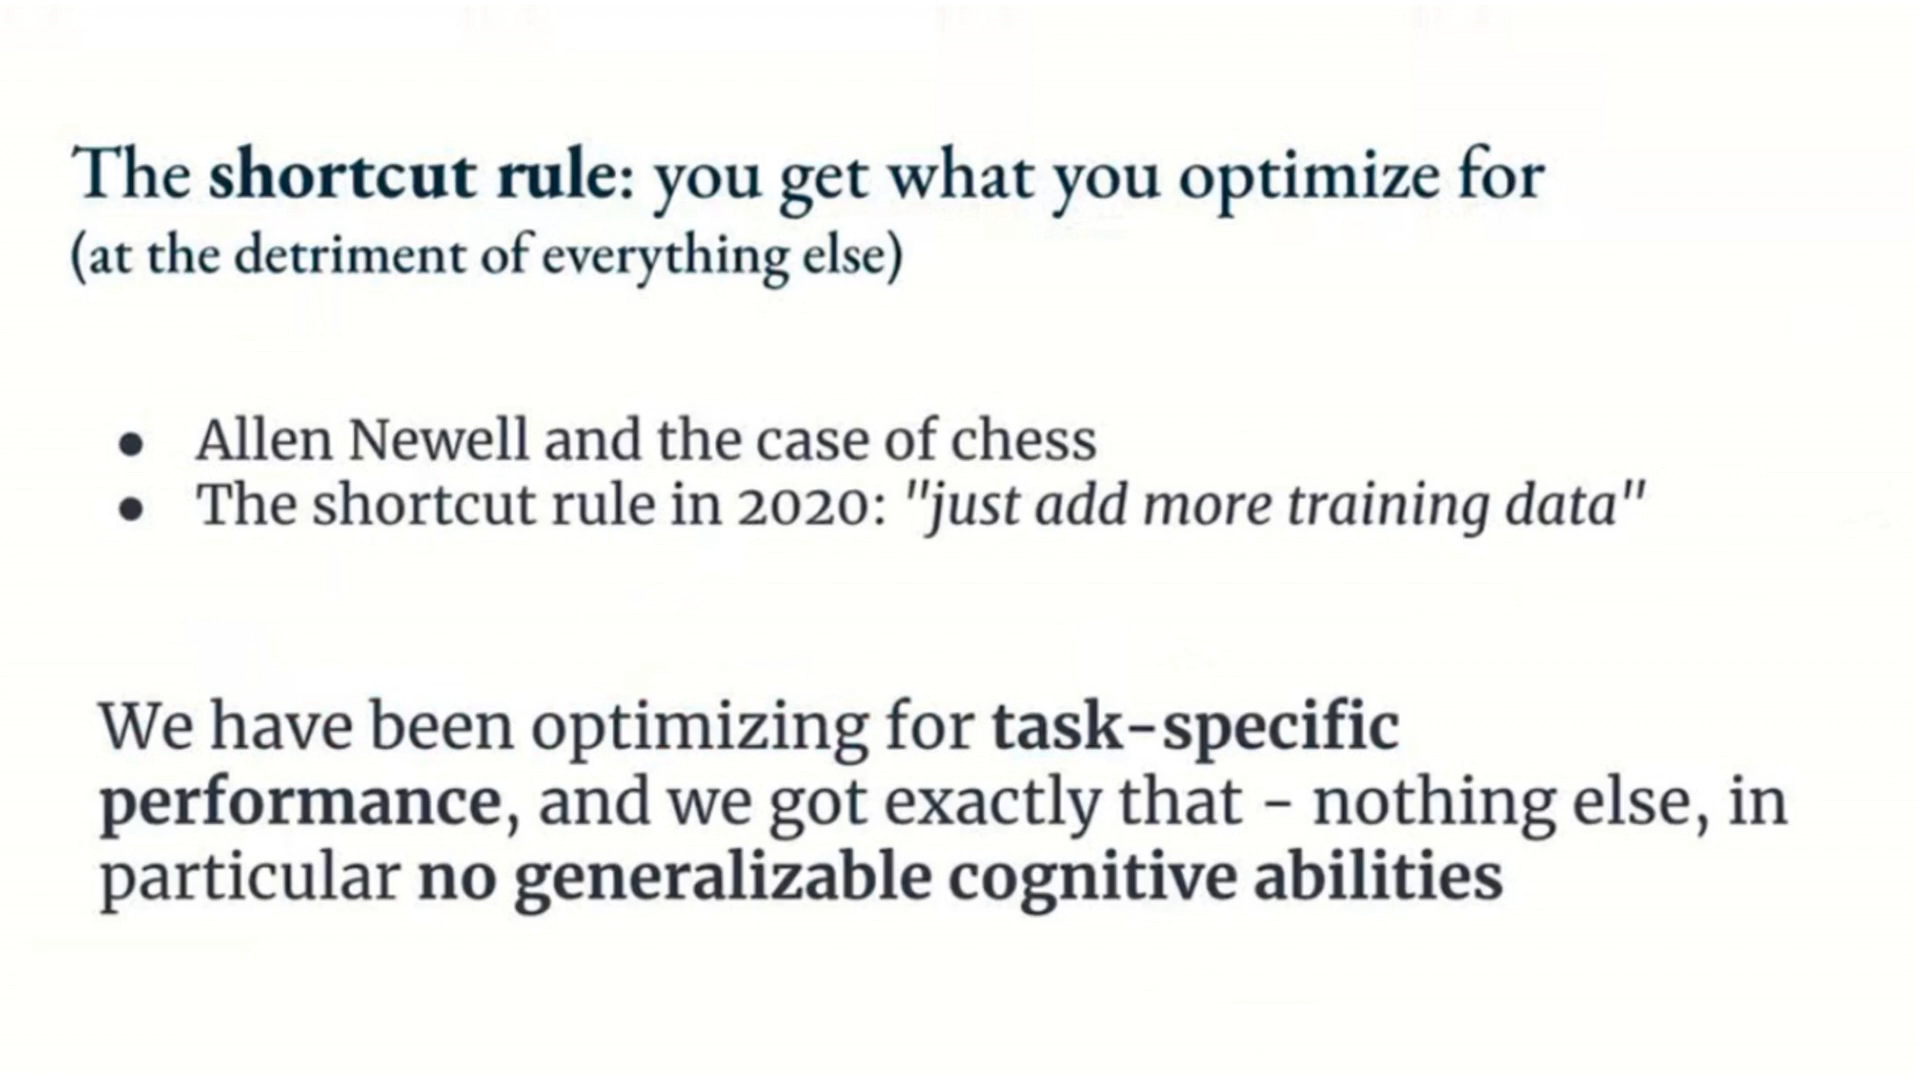 The shortcut rule: you get what you optimize for
(at the detriment of everything else)
● Allen Newell and the case of chess
● The shortcut rule in 2020: "just add more training data"
We have been optimizing for task-specific
performance, and we got exactly that - nothing else, in
particular no generalizable cognitive abilities